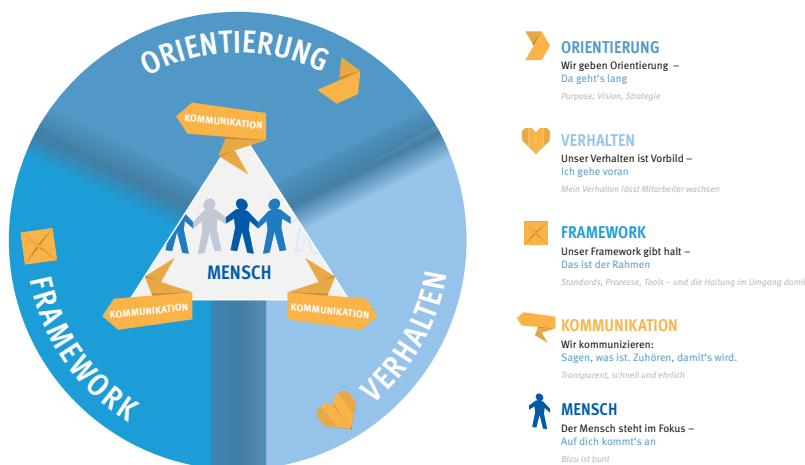 ORIENTIERUNG
KOMMUNIKATION
MENSCH
KOMMUNIKATION
KOMMUNIKATION
FRAMEWORK
VERHALTEN
ORIENTIERUNG
Wir geben Orientierung –
Da geht's lang
Purpose, Vision, Strategie
VERHALTEN
Unser Verhalten ist Vorbild –
Ich gehe voran
Mein Verhalten lässt Mitarbeiter wachsen
FRAMEWORK
Unser Framework gibt halt –
Das ist der Rahmen
Standards, Prozesse, Tools – und die Haltung im Umgang damit
KOMMUNIKATION
Wir kommunizieren:
Sagen, was ist. Zuhören, damit's wird.
Transparent, schnell und ehrlich
MENSCH
Der Mensch steht im Fokus –
Auf dich kommt's an
Blau ist bunt